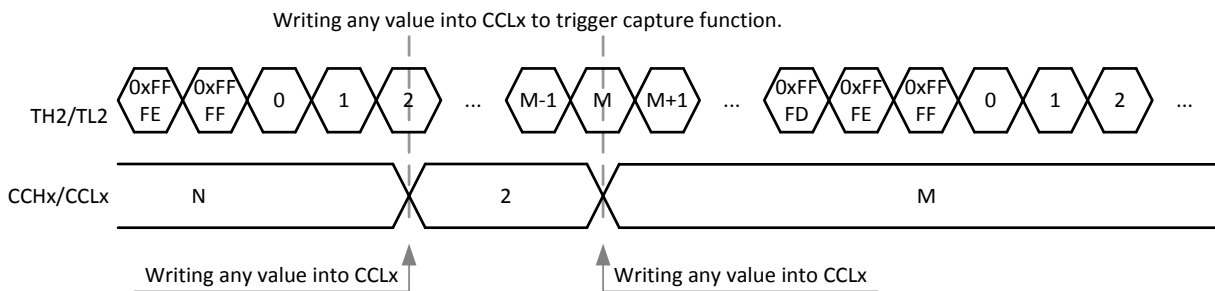 Writing any value into CCLx to trigger capture function.
TH2/TL2 0xFF FE 0xFF FF 0 1 2 ... M-1 M M+1 ... 0xFF FD 0xFF FE 0xFF FF 0 1 2 ...
CCHx/CCLx N 2 M
Writing any value into CCLx Writing any value into CCLx